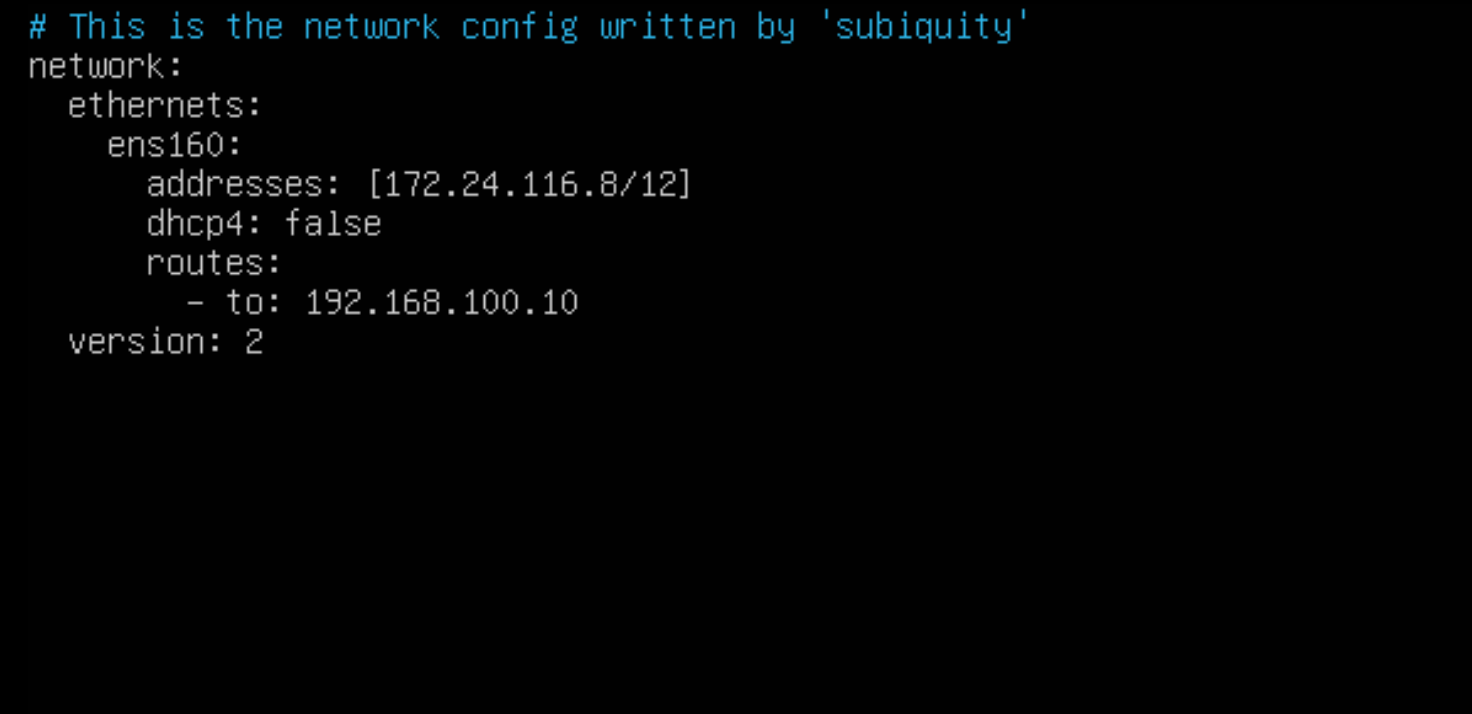 # This is the network config written by 'subiquity'
network:
  ethernets:
    ens160:
      addresses: [172.24.116.8/12]
      dhcp4: false
      routes:
        - to: 192.168.100.10
  version: 2